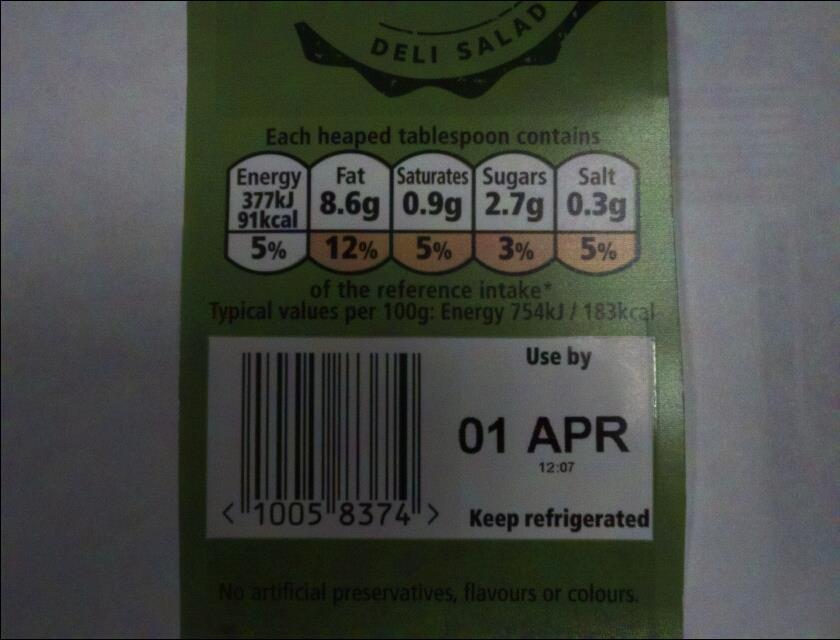 DELI SALAD
Each heaped tablespoon contains
Energy Fat Saturates Sugars Salt
377kJ 8.6g 0.9g 2.7g 0.3g
91kcal
5% 12% 5% 3% 5%
of the reference intake*
Typical values per 100g: Energy 754kJ / 183kcal
Use by
01 APR
12:07
< 1005 8374 >
Keep refrigerated
No artificial preservatives, flavours or colours.